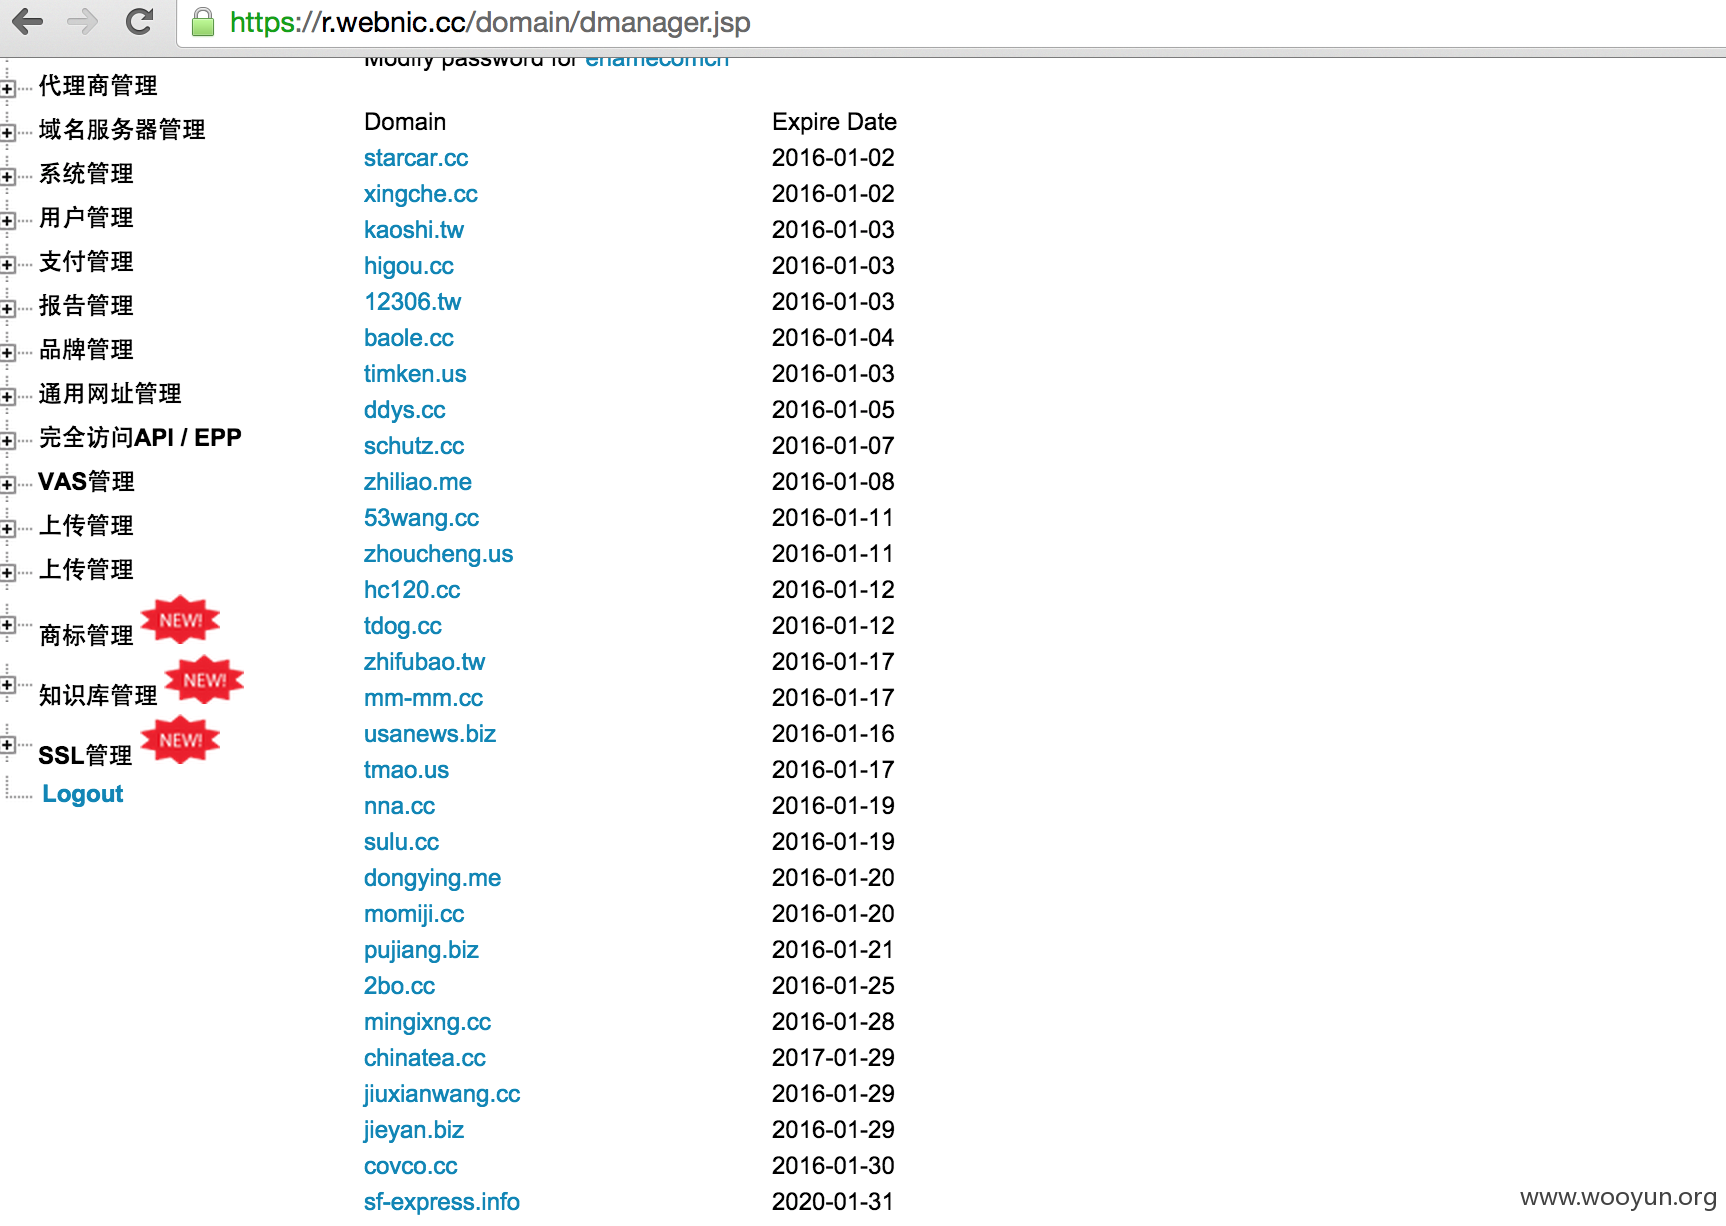 https://r.webnic.cc/domain/dmanager.jsp
Modify password for enamecomcn
代理商管理
域名服务器管理
系统管理
用户管理
支付管理
报告管理
品牌管理
通用网址管理
完全访问API / EPP
VAS管理
上传管理
上传管理
商标管理 NEW!
知识库管理 NEW!
SSL管理 NEW!
Logout
Domain Expire Date
starcar.cc 2016-01-02
xingche.cc 2016-01-02
kaoshi.tw 2016-01-03
higou.cc 2016-01-03
12306.tw 2016-01-03
baole.cc 2016-01-04
timken.us 2016-01-03
ddys.cc 2016-01-05
schutz.cc 2016-01-07
zhiliao.me 2016-01-08
53wang.cc 2016-01-11
zhoucheng.us 2016-01-11
hc120.cc 2016-01-12
tdog.cc 2016-01-12
zhifubao.tw 2016-01-17
mm-mm.cc 2016-01-17
usanews.biz 2016-01-16
tmao.us 2016-01-17
nna.cc 2016-01-19
sulu.cc 2016-01-19
dongying.me 2016-01-20
momiji.cc 2016-01-20
pujiang.biz 2016-01-21
2bo.cc 2016-01-25
mingixng.cc 2016-01-28
chinatea.cc 2017-01-29
jiuxianwang.cc 2016-01-29
jieyan.biz 2016-01-29
covco.cc 2016-01-30
sf-express.info 2020-01-31
www.wooyun.org